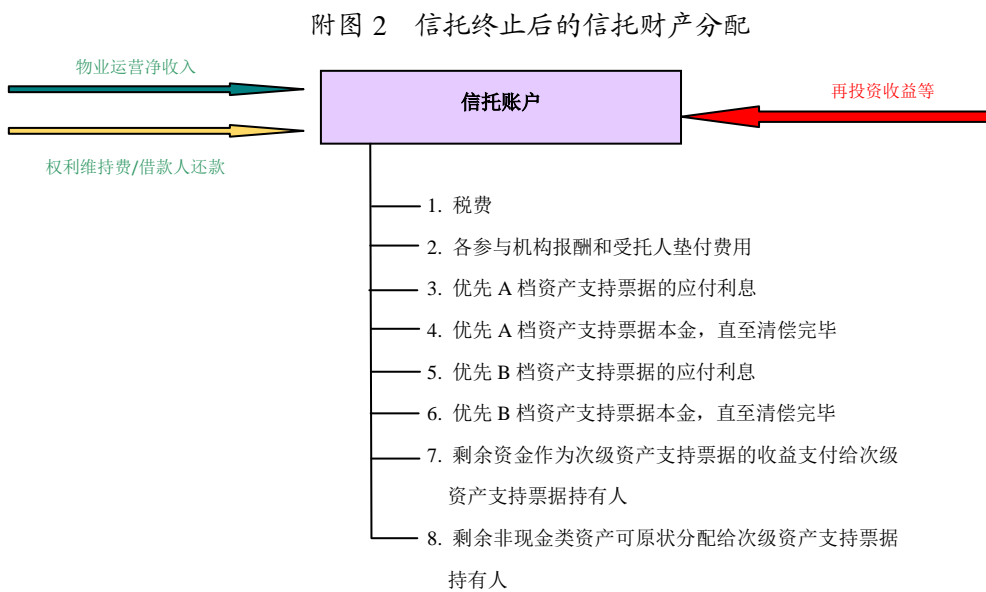 附图 2 信托终止后的信托财产分配
物业运营净收入
信托账户
再投资收益等
权利维持费/借款人还款
1. 税费
2. 各参与机构报酬和受托人垫付费用
3. 优先 A 档资产支持票据的应付利息
4. 优先 A 档资产支持票据本金，直至清偿完毕
5. 优先 B 档资产支持票据的应付利息
6. 优先 B 档资产支持票据本金，直至清偿完毕
7. 剩余资金作为次级资产支持票据的收益支付给次级
资产支持票据持有人
8. 剩余非现金类资产可原状分配给次级资产支持票据
持有人